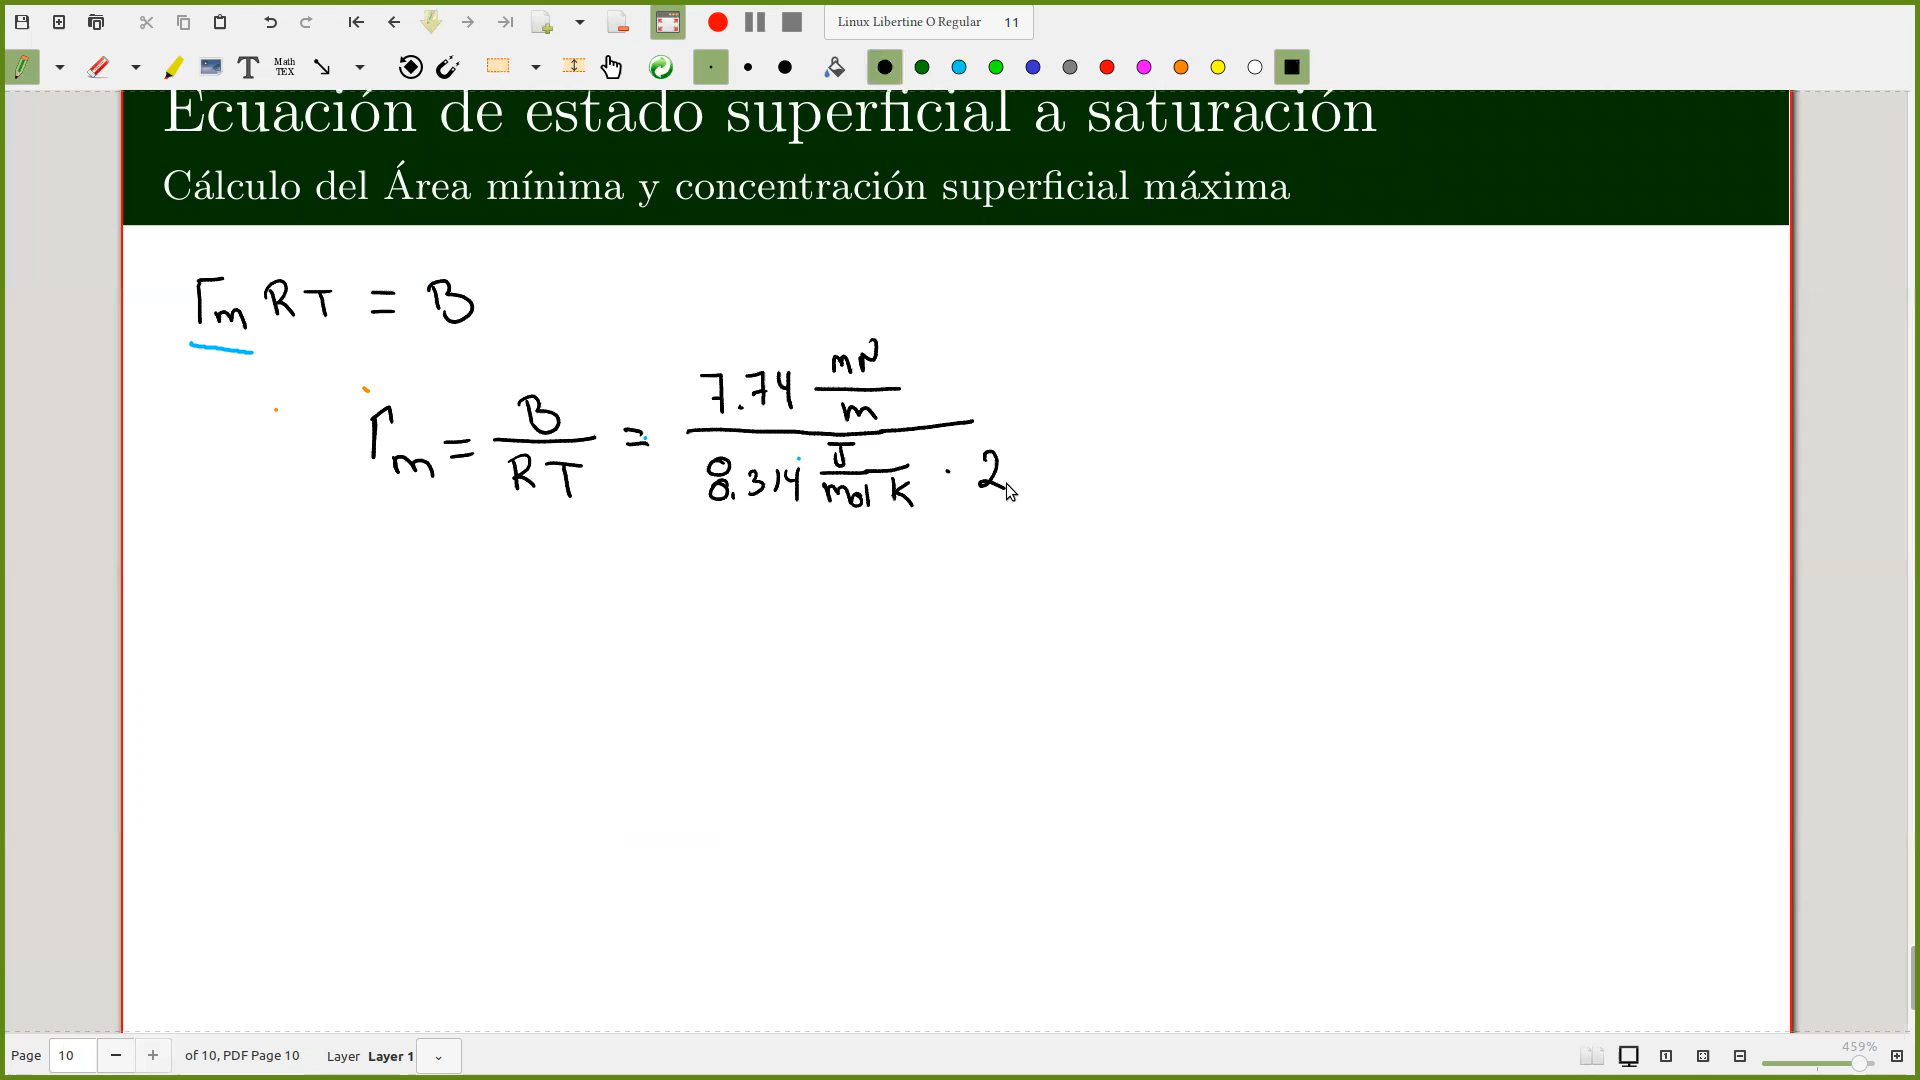 Linux Libertine O Regular 11
Math
TEX
Ecuación de estado superficial a saturación
Cálculo del Área mínima y concentración superficial máxima
Γm RT = B
Γm = B / RT = 7.74 mN / m / 8.314 J / mol K · 2
Page 10 of 10, PDF Page 10 Layer Layer 1
459%